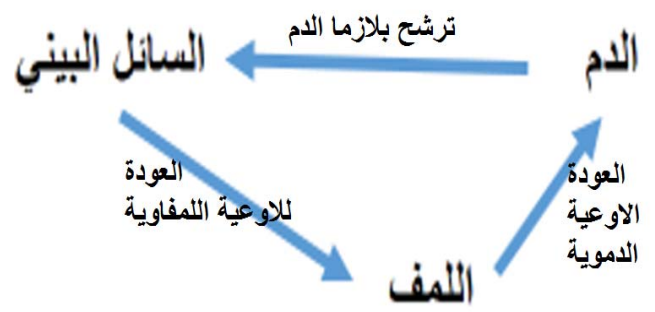 ترشح بلازما الدم
الدم
السائل البيني
العودة
الاوعية
الدموية
العودة
للاوعية اللمفاوية
اللمف